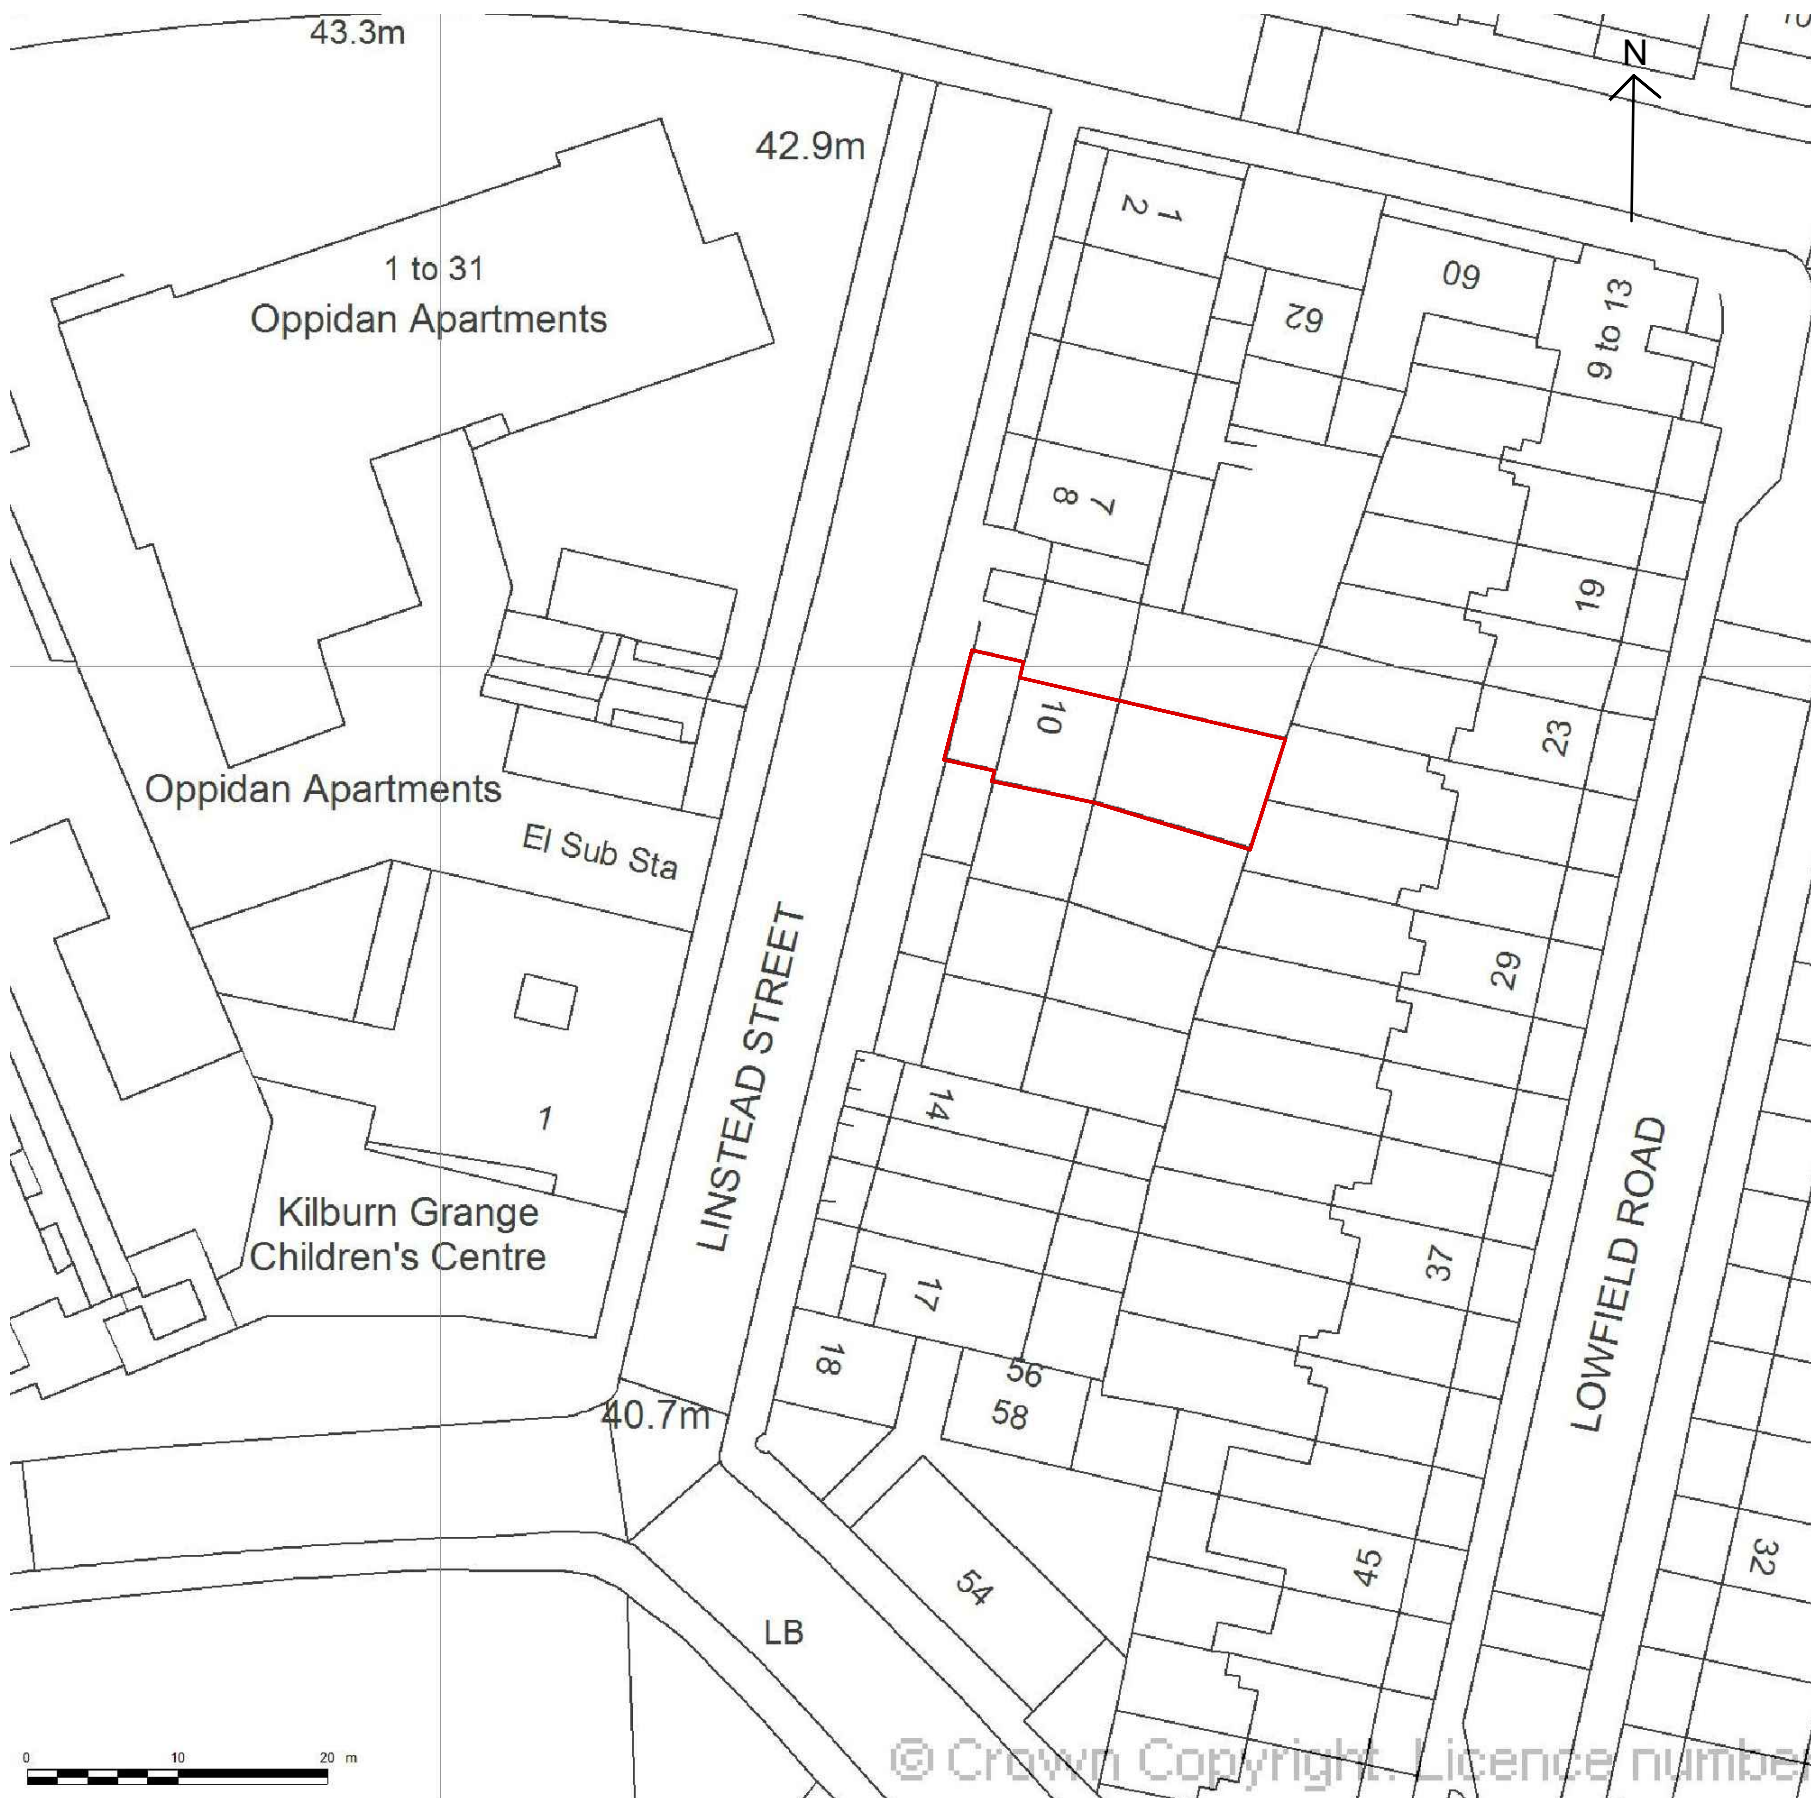 43.3m
N
42.9m
1
2
1 to 31
Oppidan Apartments
60
62
9 to 13
7
8
19
10
23
Oppidan Apartments
El Sub Sta
29
LINSTEAD STREET
14
1
Kilburn Grange
Children's Centre
37
LOWFIELD ROAD
17
18
56
58
40.7m
45
32
54
LB
0 10 20 m
© Crown Copyright. Licence number